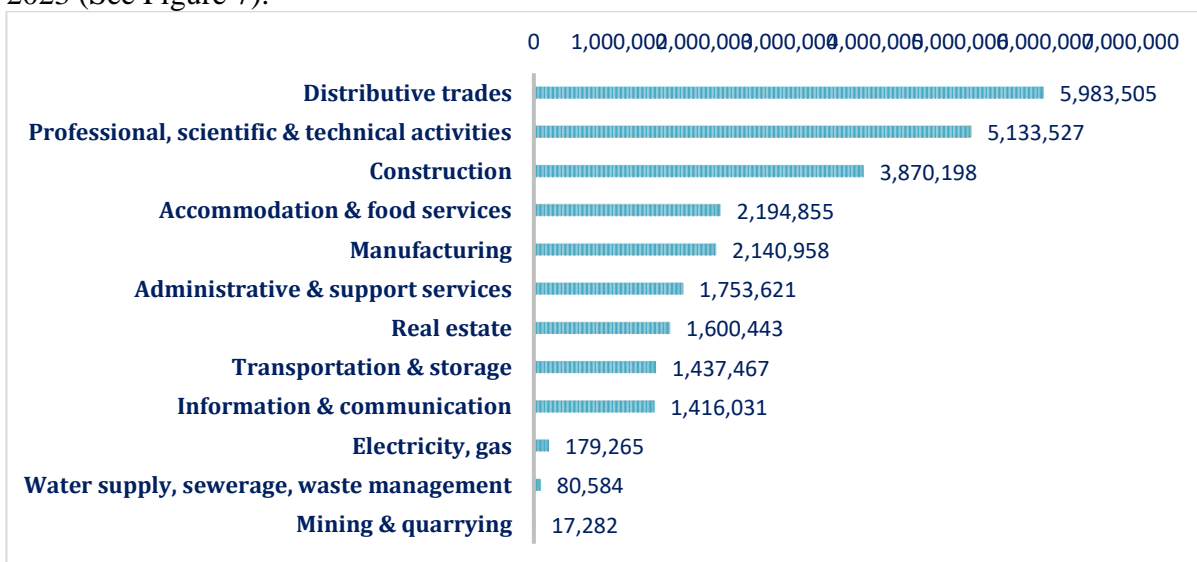 2023 (See Figure 7).
0 1,000,000 2,000,000 3,000,000 4,000,000 5,000,000 6,000,000 7,000,000
Distributive trades 5,983,505
Professional, scientific & technical activities 5,133,527
Construction 3,870,198
Accommodation & food services 2,194,855
Manufacturing 2,140,958
Administrative & support services 1,753,621
Real estate 1,600,443
Transportation & storage 1,437,467
Information & communication 1,416,031
Electricity, gas 179,265
Water supply, sewerage, waste management 80,584
Mining & quarrying 17,282